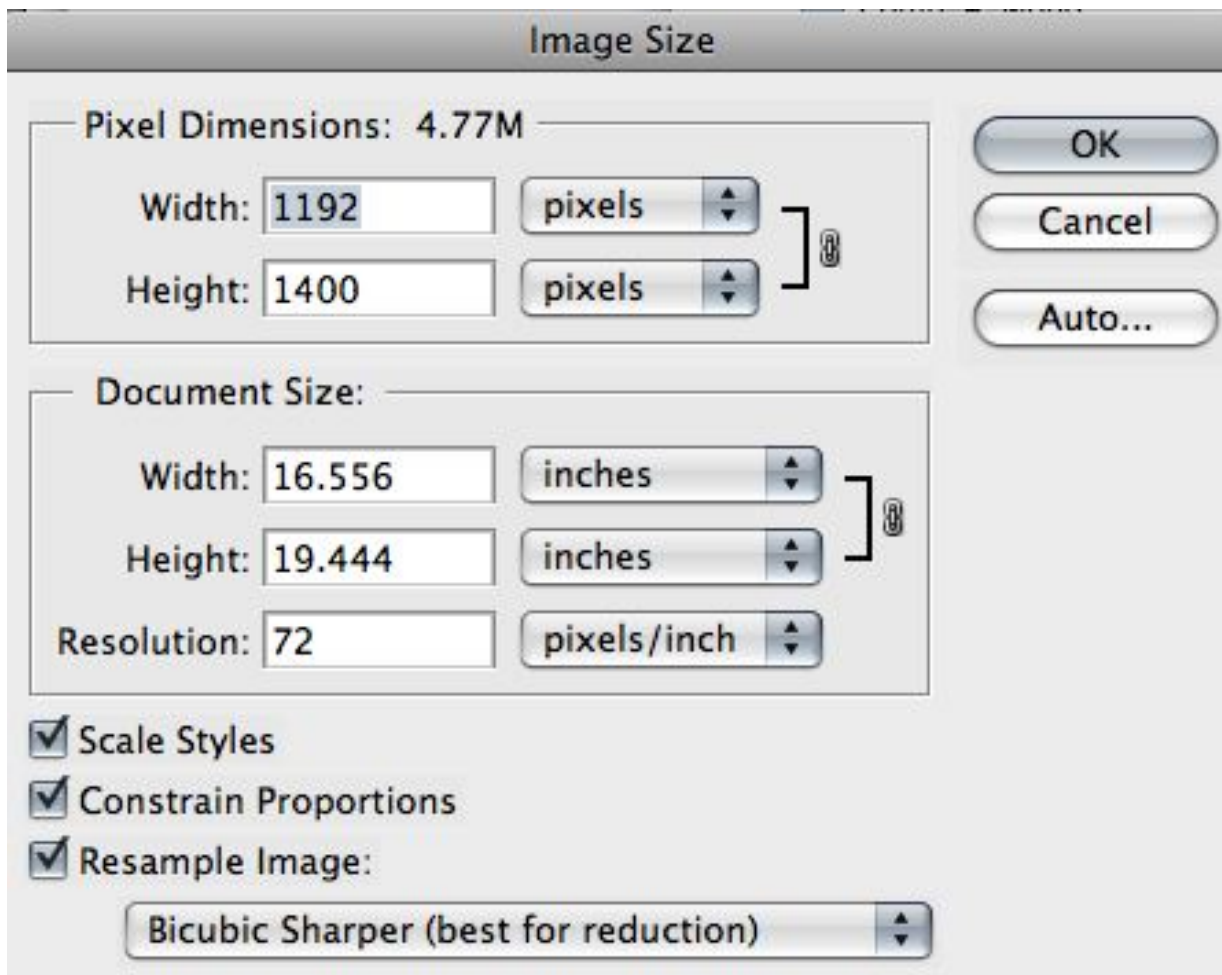 Image Size
Pixel Dimensions: 4.77M
OK
Width: 1192 pixels
Cancel
Height: 1400 pixels
Auto...
Document Size:
Width: 16.556 inches
Height: 19.444 inches
Resolution: 72 pixels/inch
Scale Styles
Constrain Proportions
Resample Image:
Bicubic Sharper (best for reduction)